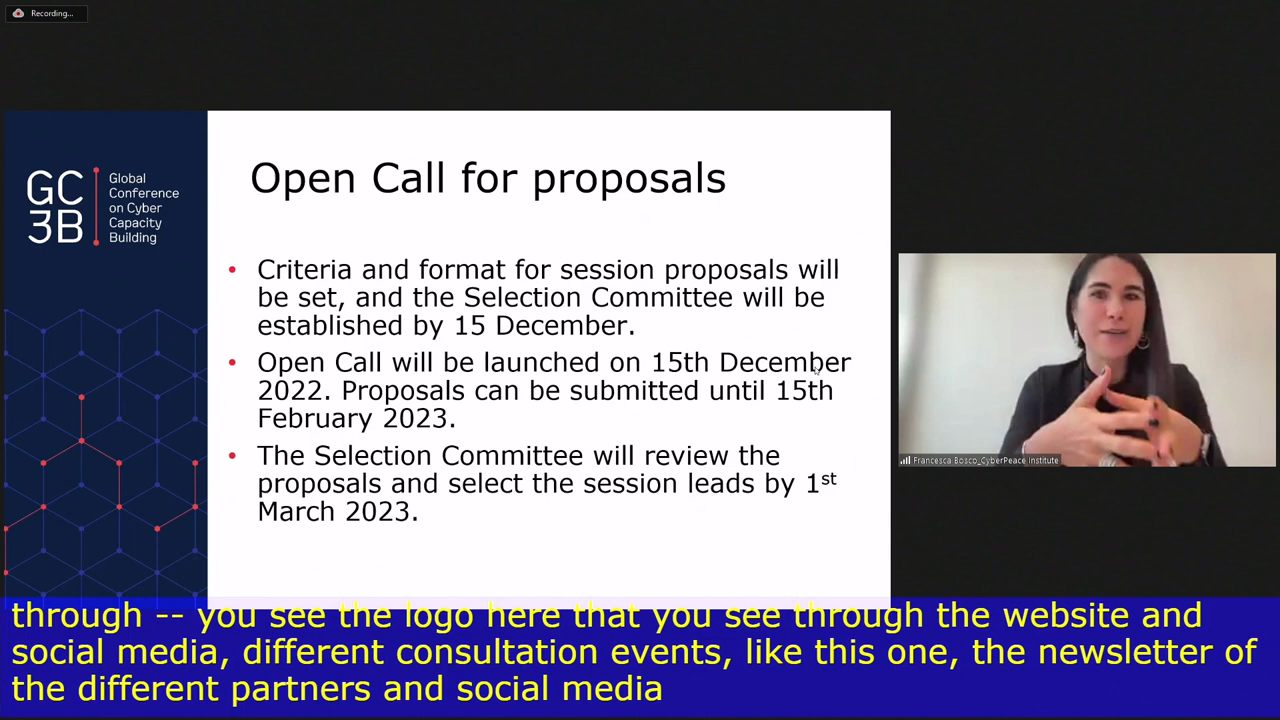 Recording...
GC
3B
Global
Conference
on Cyber
Capacity
Building
Open Call for proposals
• Criteria and format for session proposals will
be set, and the Selection Committee will be
established by 15 December.
• Open Call will be launched on 15th December
2022. Proposals can be submitted until 15th
February 2023.
• The Selection Committee will review the
proposals and select the session leads by 1st
March 2023.
Francesca Bosco_CyberPeace Institute
through -- you see the logo here that you see through the website and
social media, different consultation events, like this one, the newsletter of
the different partners and social media